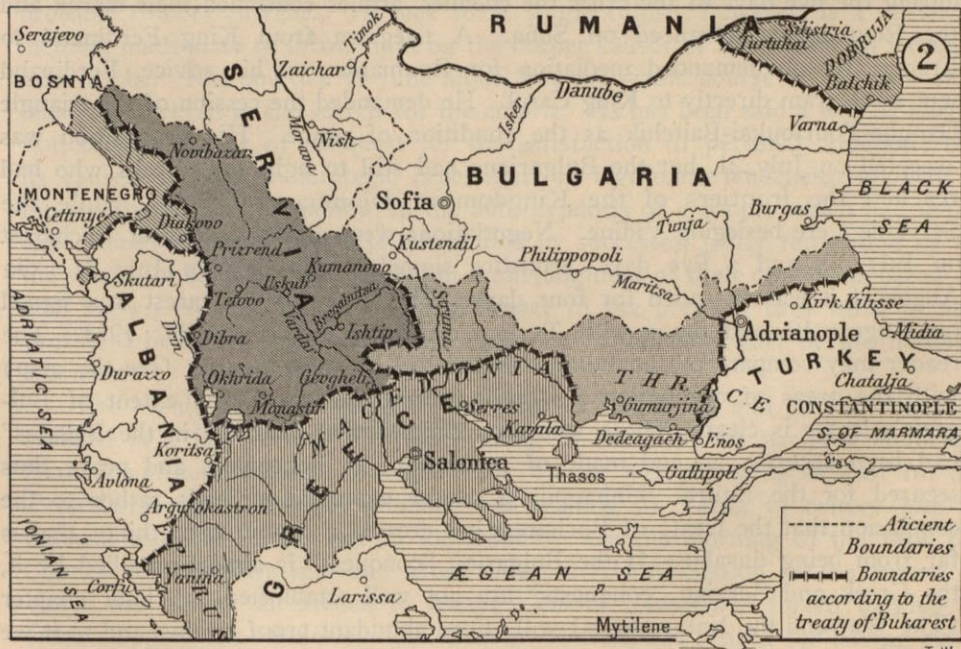 RUMANIA
Serajevo
Timok
Silistria
Turtukai
DOBRUJA
2
Zaichar
BOSNIA
SERVIA
Danube
Balchik
Isker
Varna
Morava
Nish
Novibazar
BULGARIA
MONTENEGRO
BLACK SEA
Cettinye
Sofia
Burgas
Diakovo
Tunja
Kustendil
Prizrend
Philippopoli
Kumanovo
Maritsa
Skutari
Uskub
Tetovo
Bregalnitsa
Struma
Kirk Kilisse
ADRIATIC SEA
ALBANIA
Drin
Vardar
Ishtip
Adrianople
Midia
Dibra
TURKEY
Durazzo
Okhrida
Gevgheli
MACEDONIA
THRACE
Chatalja
Monastir
Serres
Gumurjina
CONSTANTINOPLE
Kavala
Koritsa
GREECE
Dedeagach
Enos
S. OF MARMARA
Salonica
Avlona
Thasos
Gallipoli
Argyrokastron
EPIRUS
IONIAN SEA
Ancient
Boundaries
Yanina
ÆGEAN SEA
Boundaries
Corfu
Larissa
according to the
treaty of Bukarest
Mytilene